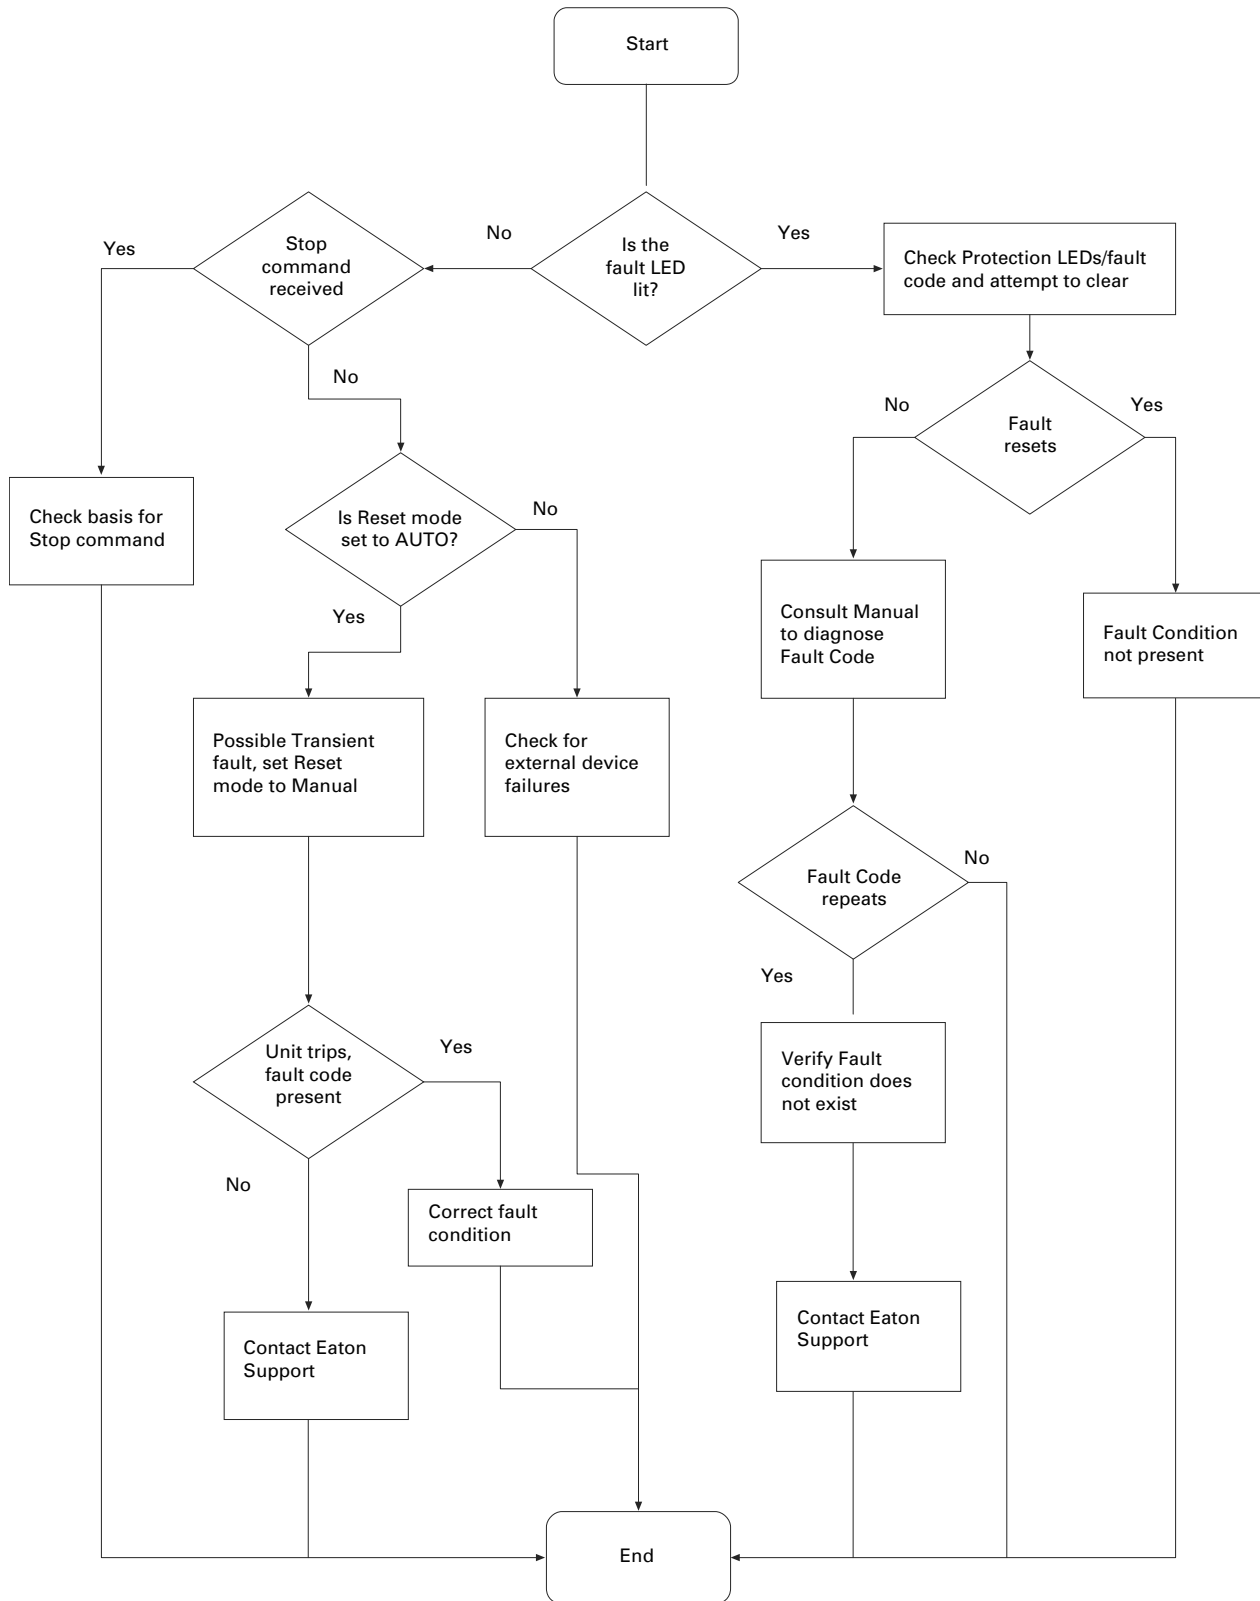 Start
Is the
fault LED
lit?
No
Yes
Stop
command
received
Yes
No
Check Protection LEDs/fault
code and attempt to clear
Fault
resets
No
Yes
Check basis for
Stop command
Is Reset mode
set to AUTO?
No
Yes
Consult Manual
to diagnose
Fault Code
Fault Condition
not present
Possible Transient
fault, set Reset
mode to Manual
Check for
external device
failures
Fault Code
repeats
No
Yes
Unit trips,
fault code
present
Yes
No
Verify Fault
condition does
not exist
Correct fault
condition
Contact Eaton
Support
Contact Eaton
Support
End